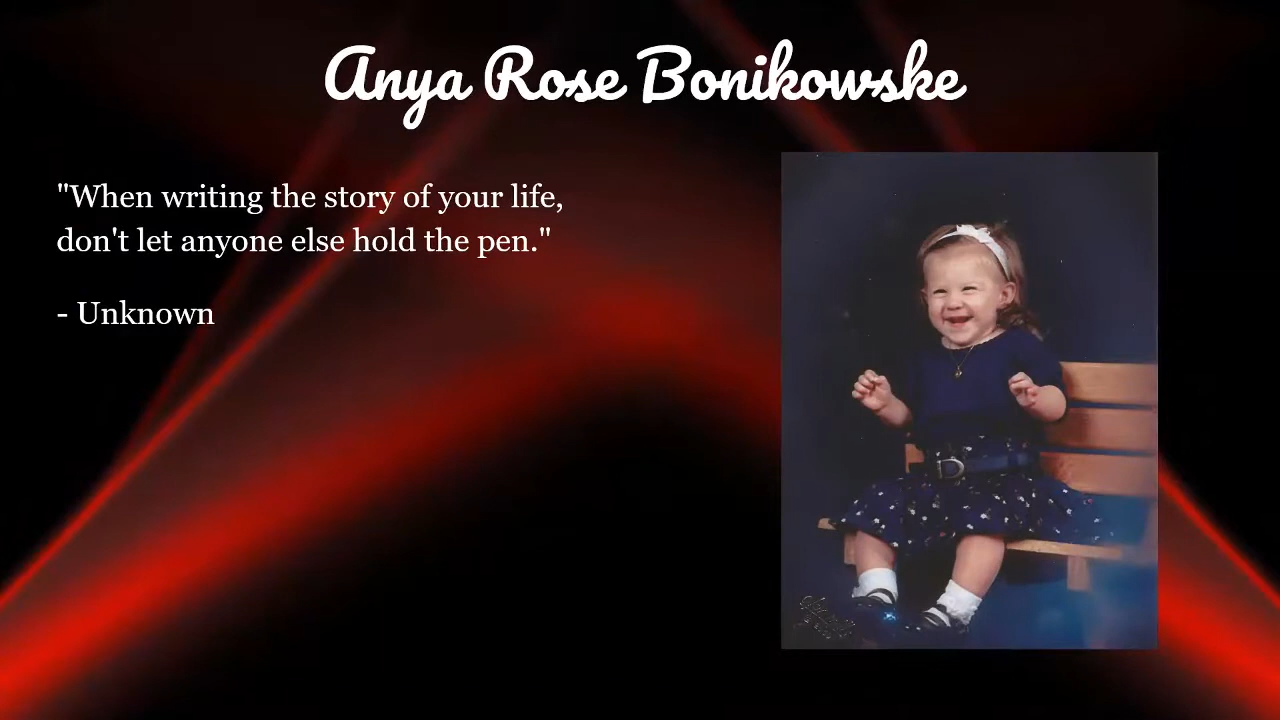 Anya Rose Bonikowske
"When writing the story of your life,
don't let anyone else hold the pen."
- Unknown